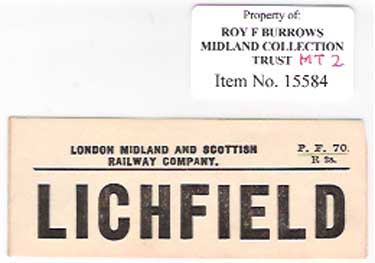 Property of:
ROY F BURROWS
MIDLAND COLLECTION
TRUST MT 2
Item No. 15584
LONDON MIDLAND AND SCOTTISH P. F. 70.
RAILWAY COMPANY. R 2s.
LICHFIELD